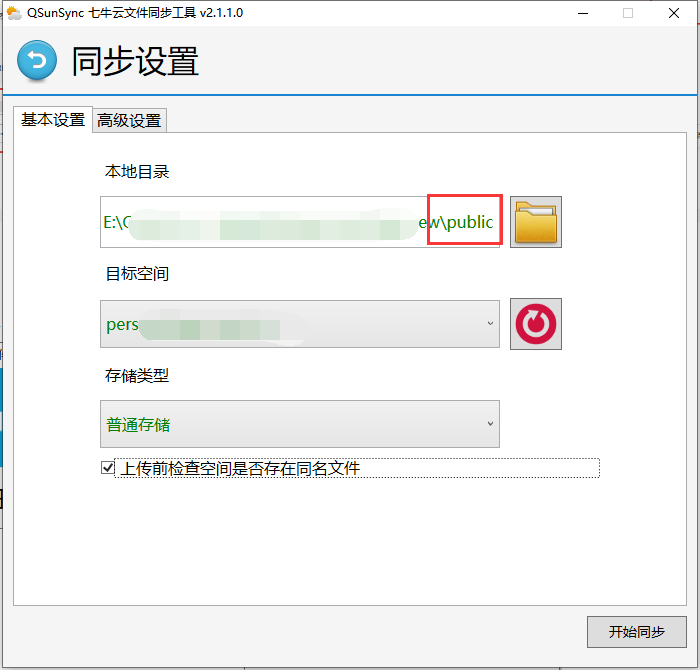 QSunSync 七牛云文件同步工具 v2.1.1.0
同步设置
基本设置 高级设置
本地目录
E:\ ew\public
目标空间
pers
存储类型
普通存储
上传前检查空间是否存在同名文件
开始同步